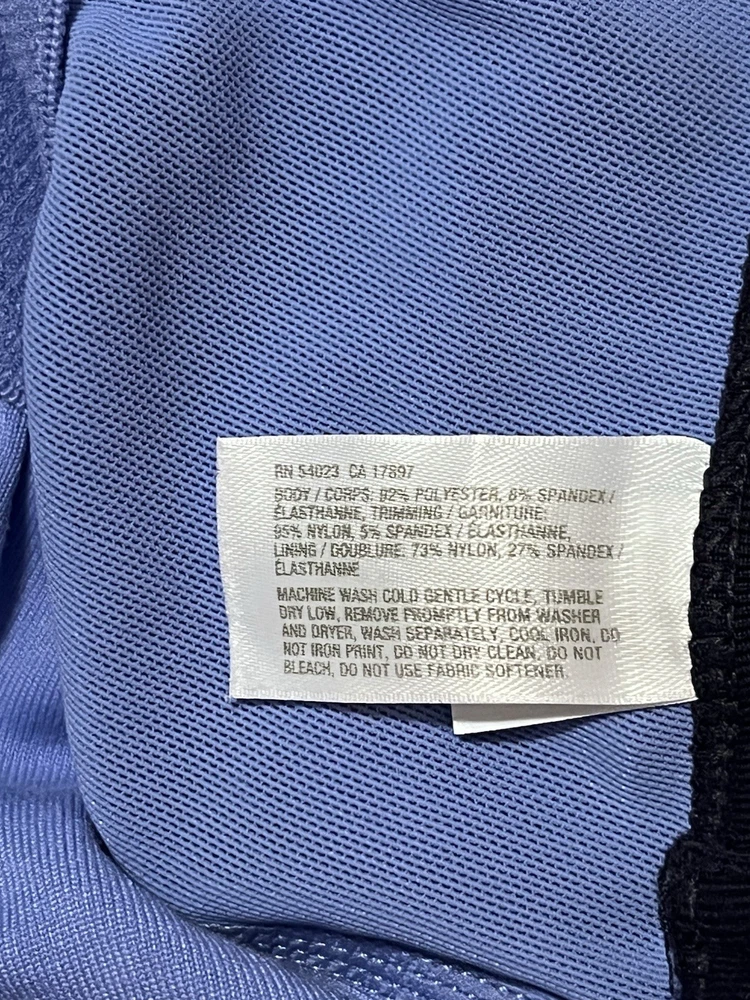 RN 54023 CA 17897
BODY / CORPS: 92% POLYESTER, 8% SPANDEX /
ÉLASTHANNE, TRIMMING / GARNITURE:
95% NYLON, 5% SPANDEX / ÉLASTHANNE,
LINING / DOUBLURE: 73% NYLON, 27% SPANDEX /
ÉLASTHANNE
MACHINE WASH COLD GENTLE CYCLE, TUMBLE
DRY LOW, REMOVE PROMPTLY FROM WASHER
AND DRYER, WASH SEPARATELY, COOL IRON, DO
NOT IRON PRINT, DO NOT DRY CLEAN, DO NOT
BLEACH, DO NOT USE FABRIC SOFTENER.